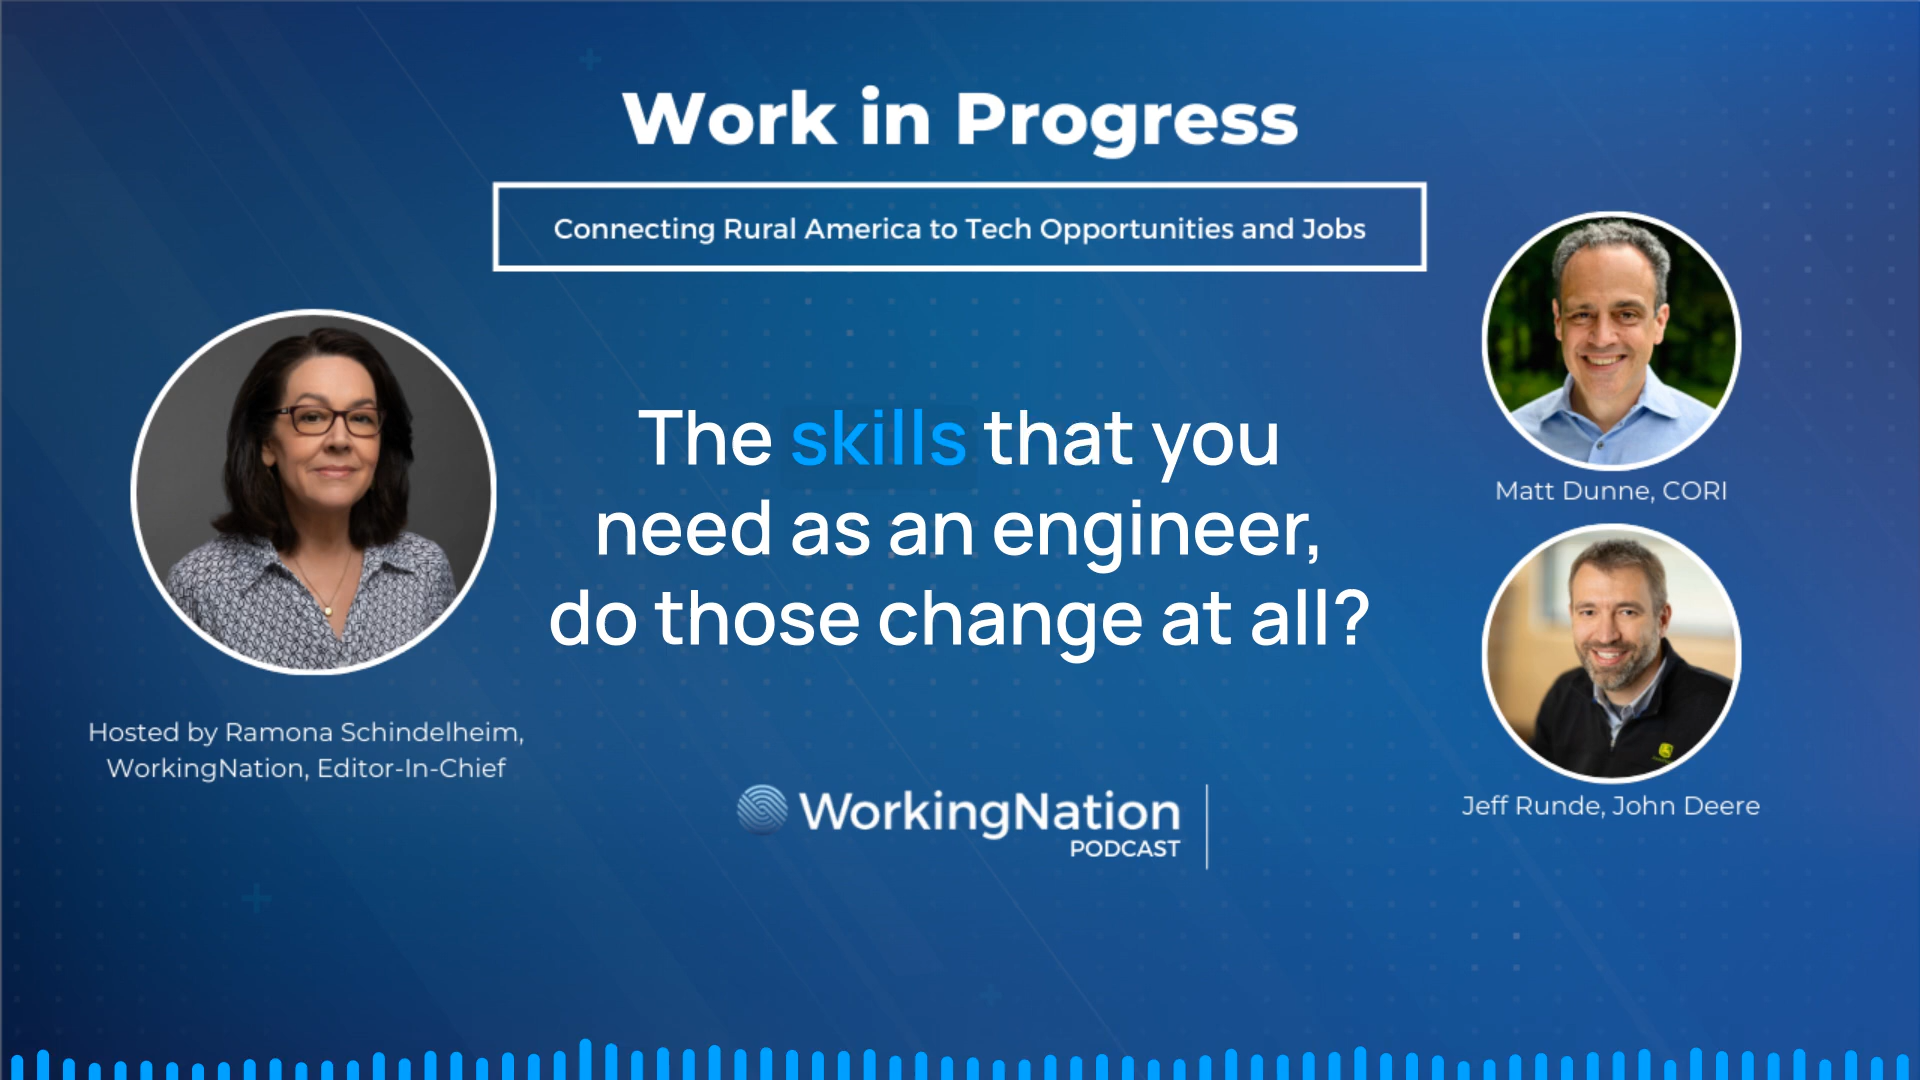 Work in Progress
Connecting Rural America to Tech Opportunities and Jobs
The skills that you
need as an engineer,
do those change at all?
Hosted by Ramona Schindelheim,
WorkingNation, Editor-In-Chief
Matt Dunne, CORI
Jeff Runde, John Deere
WorkingNation
PODCAST